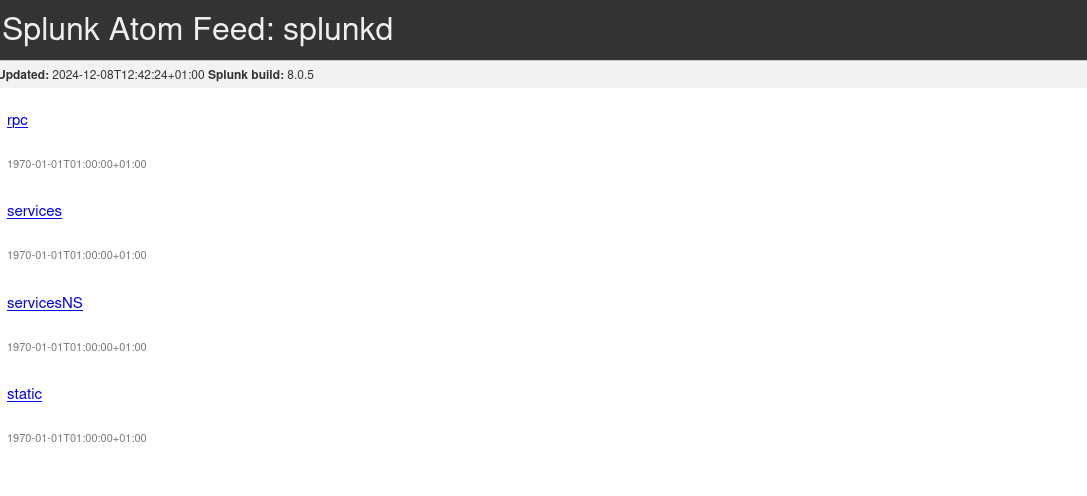 Splunk Atom Feed: splunkd
Updated: 2024-12-08T12:42:24+01:00 Splunk build: 8.0.5
rpc
1970-01-01T01:00:00+01:00
services
1970-01-01T01:00:00+01:00
servicesNS
1970-01-01T01:00:00+01:00
static
1970-01-01T01:00:00+01:00